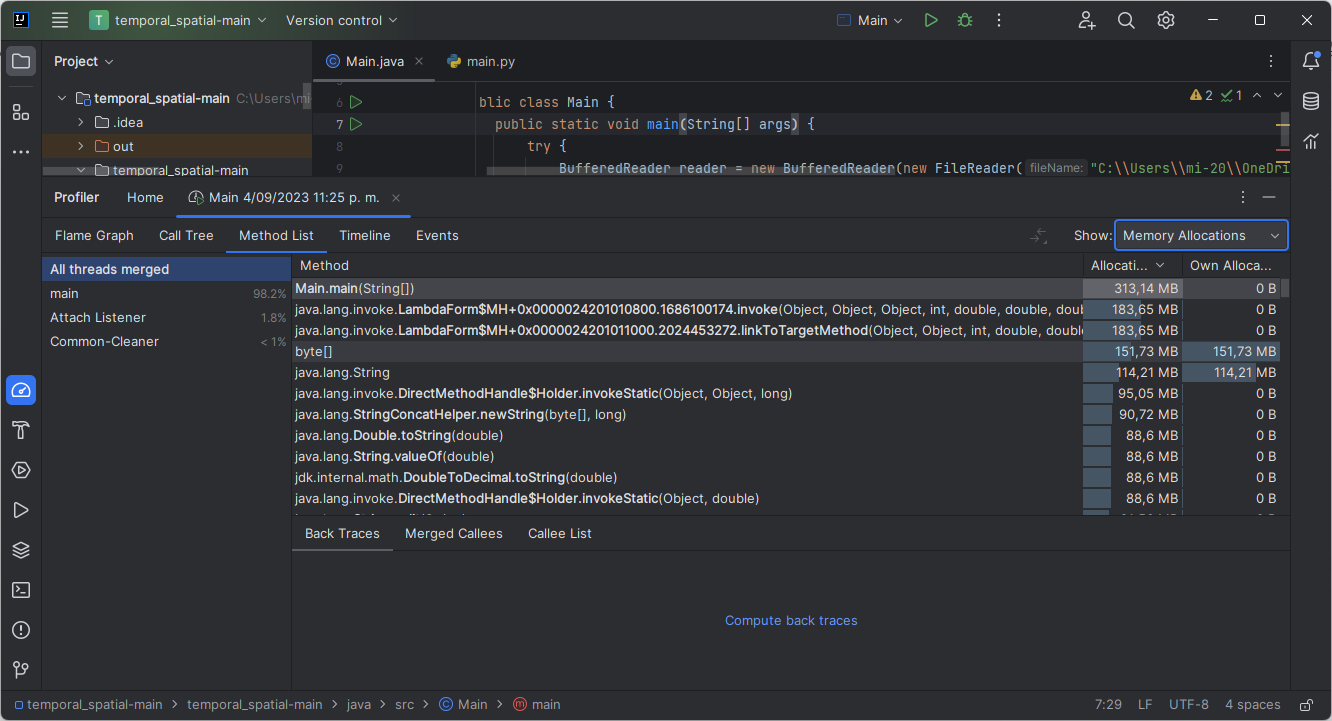 IJ T temporal_spatial-main Version control Main
Project Main.java main.py
temporal_spatial-main C:\Users\mi
.idea
out
temporal_spatial-main
2 1
6 blic class Main {
7 public static void main(String[] args) {
8 try {
9 BufferedReader reader = new BufferedReader(new FileReader( fileName: "C:\\Users\\mi-20\\OneDri
Profiler Home Main 4/09/2023 11:25 p. m.
Flame Graph Call Tree Method List Timeline Events Show: Memory Allocations
All threads merged
main 98.2%
Attach Listener 1.8%
Common-Cleaner < 1%
Method Allocati... Own Alloca...
Main.main(String[]) 313,14 MB 0 B
java.lang.invoke.LambdaForm$MH+0x0000024201010800.1686100174.invoke(Object, Object, Object, int, double, double, doub 183,65 MB 0 B
java.lang.invoke.LambdaForm$MH+0x0000024201011000.2024453272.linkToTargetMethod(Object, Object, int, double, doubl 183,65 MB 0 B
byte[] 151,73 MB 151,73 MB
java.lang.String 114,21 MB 114,21 MB
java.lang.invoke.DirectMethodHandle$Holder.invokeStatic(Object, Object, long) 95,05 MB 0 B
java.lang.StringConcatHelper.newString(byte[], long) 90,72 MB 0 B
java.lang.Double.toString(double) 88,6 MB 0 B
java.lang.String.valueOf(double) 88,6 MB 0 B
jdk.internal.math.DoubleToDecimal.toString(double) 88,6 MB 0 B
java.lang.invoke.DirectMethodHandle$Holder.invokeStatic(Object, double) 88,6 MB 0 B
Back Traces Merged Callees Callee List
Compute back traces
temporal_spatial-main > temporal_spatial-main > java > src > Main > main 7:29 LF UTF-8 4 spaces